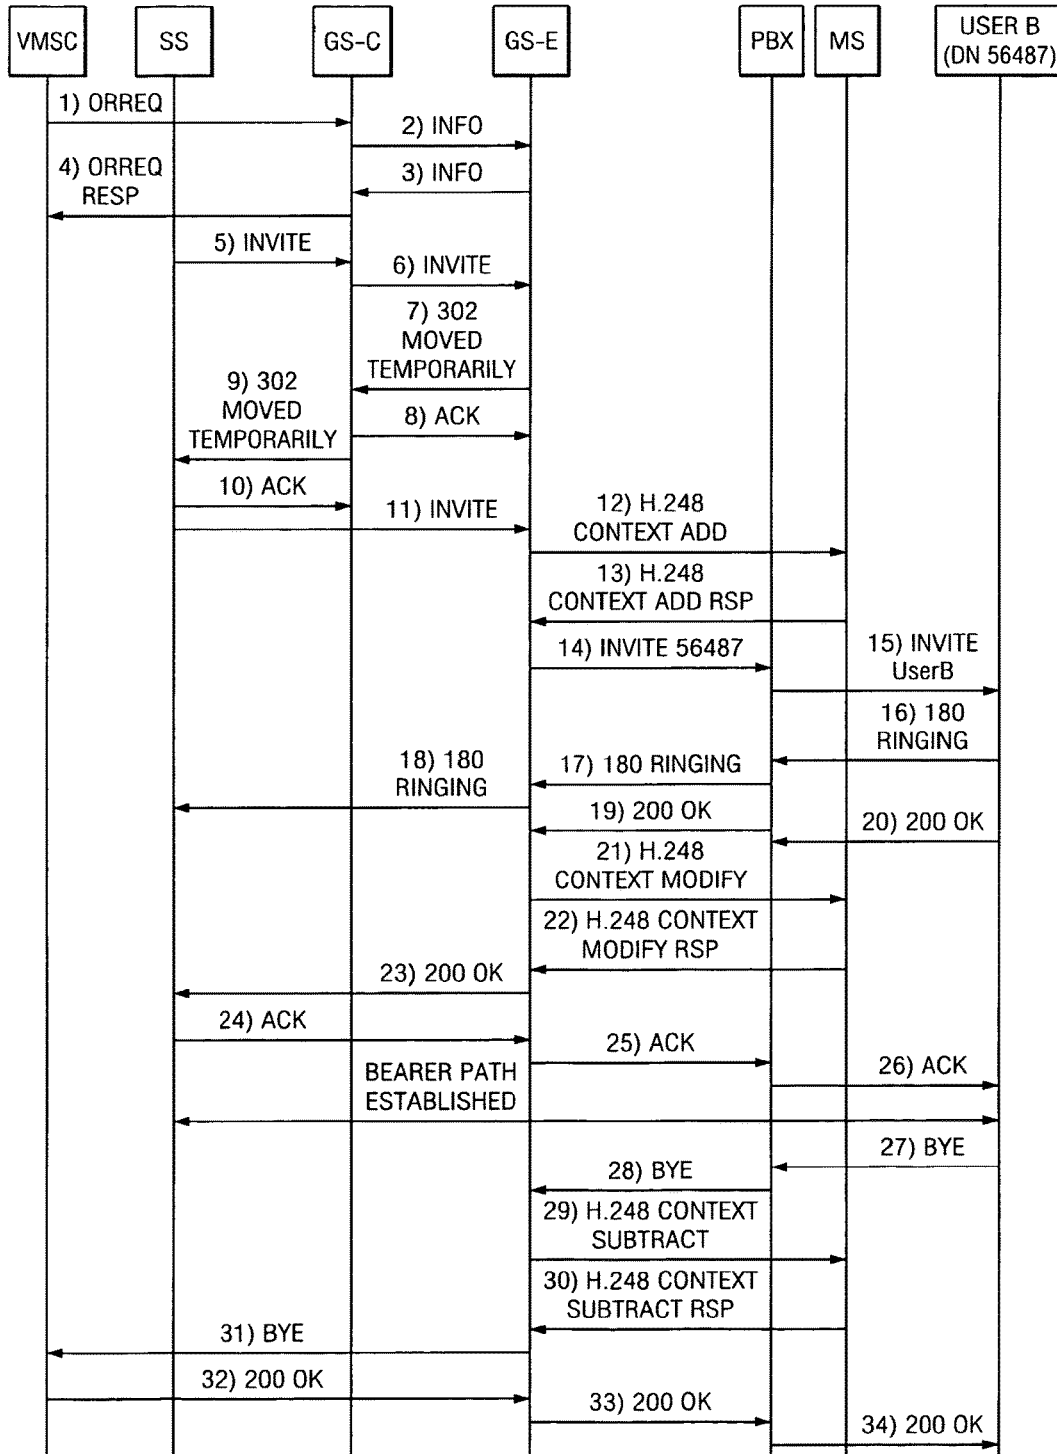 VMSC
SS
GS-C
GS-E
PBX
MS
USER B
(DN 56487)
1) ORREQ
2) INFO
3) INFO
4) ORREQ
RESP
5) INVITE
6) INVITE
7) 302
MOVED
TEMPORARILY
8) ACK
9) 302
MOVED
TEMPORARILY
10) ACK
11) INVITE
12) H.248
CONTEXT ADD
13) H.248
CONTEXT ADD RSP
14) INVITE 56487
15) INVITE
UserB
16) 180
RINGING
17) 180 RINGING
18) 180
RINGING
19) 200 OK
20) 200 OK
21) H.248
CONTEXT MODIFY
22) H.248 CONTEXT
MODIFY RSP
23) 200 OK
24) ACK
25) ACK
26) ACK
BEARER PATH
ESTABLISHED
27) BYE
28) BYE
29) H.248 CONTEXT
SUBTRACT
30) H.248 CONTEXT
SUBTRACT RSP
31) BYE
32) 200 OK
33) 200 OK
34) 200 OK